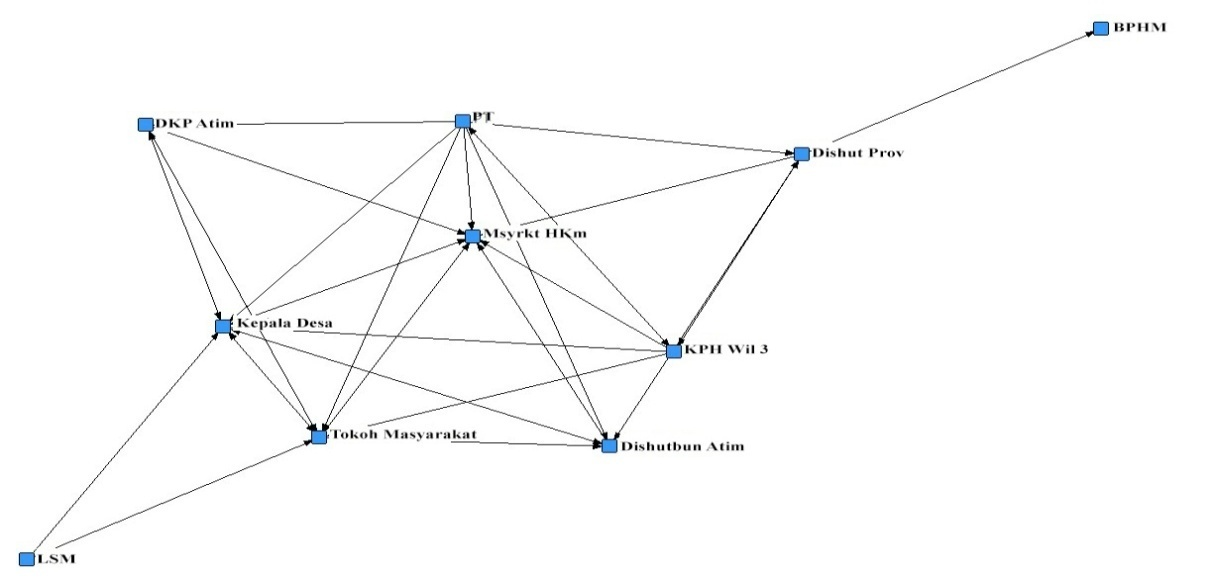 BPHM
DKP Atim
PT
Dishut Prov
Msyrkt HKm
Kepala Desa
KPH Wil 3
Tokoh Masyarakat
Dishutbun Atim
LSM